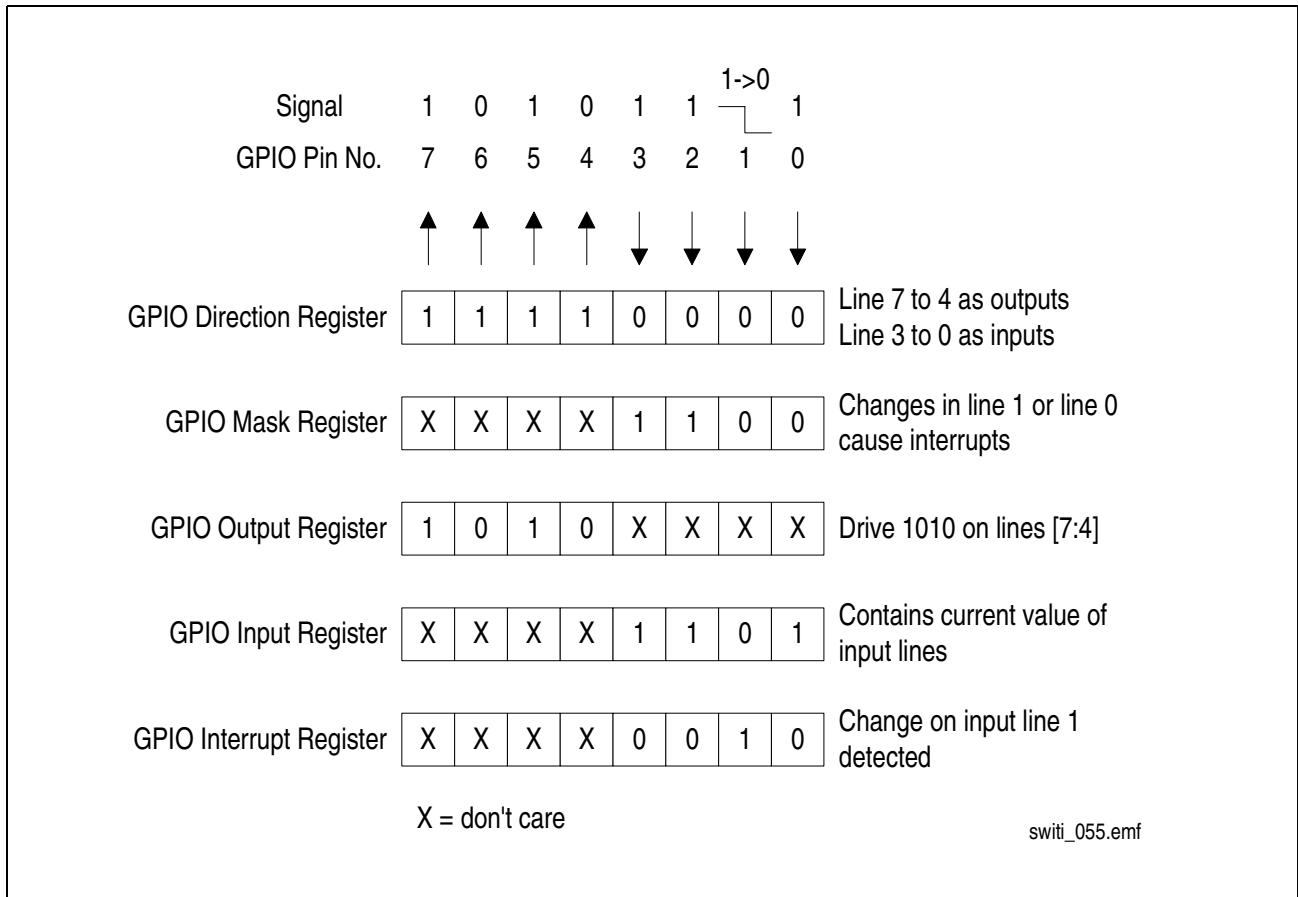 1->0
Signal 1 0 1 0 1 1 1
GPIO Pin No. 7 6 5 4 3 2 1 0
GPIO Direction Register 1 1 1 1 0 0 0 0
Line 7 to 4 as outputs
Line 3 to 0 as inputs
GPIO Mask Register X X X X 1 1 0 0
Changes in line 1 or line 0
cause interrupts
GPIO Output Register 1 0 1 0 X X X X
Drive 1010 on lines [7:4]
GPIO Input Register X X X X 1 1 0 1
Contains current value of
input lines
GPIO Interrupt Register X X X X 0 0 1 0
Change on input line 1
detected
X = don't care
switi_055.emf